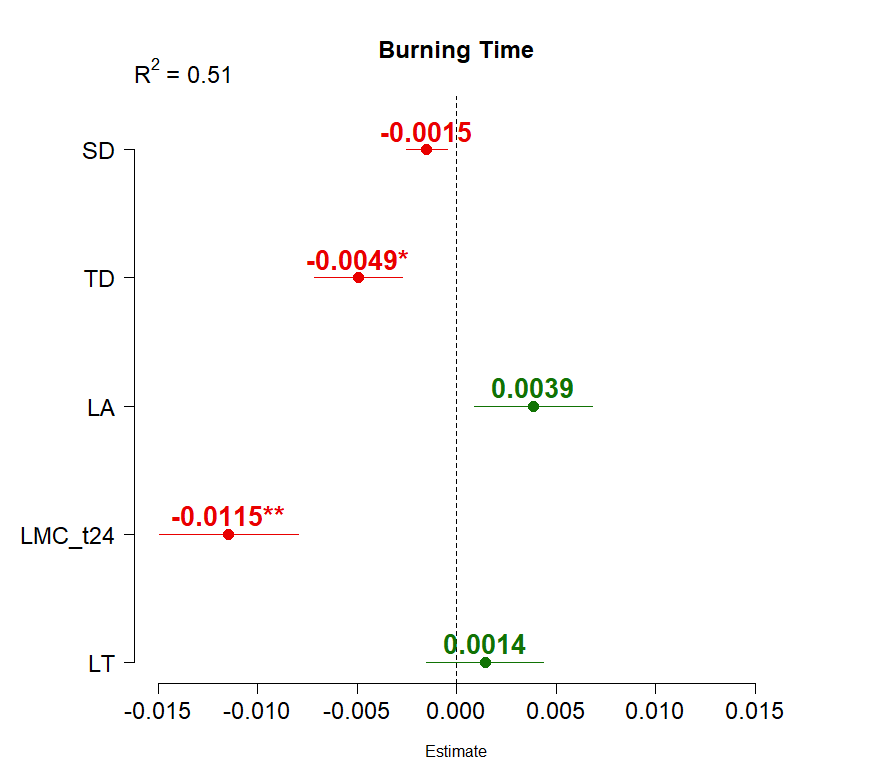 Burning Time
R² = 0.51
-0.0015
SD
-0.0049*
TD
0.0039
LA
-0.0115**
LMC_t24
0.0014
LT
-0.015 -0.010 -0.005 0.000 0.005 0.010 0.015
Estimate